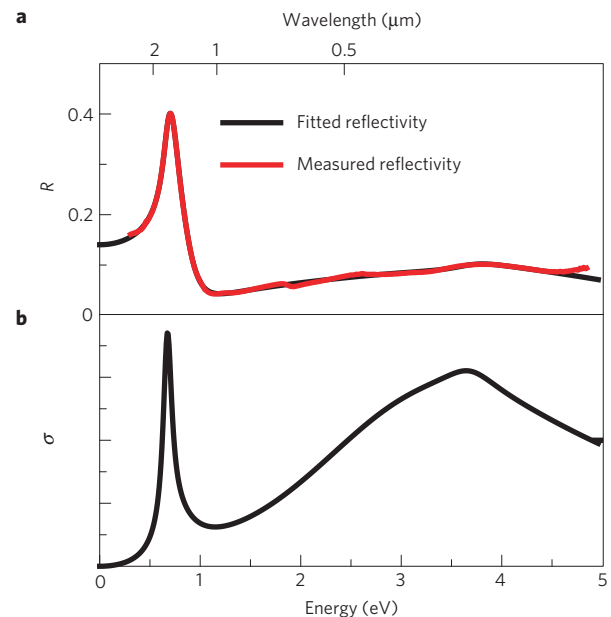 a
Wavelength (μm)
2 1 0.5
0.4
Fitted reflectivity
Measured reflectivity
R
0.2
0
b
σ
0 1 2 3 4 5
Energy (eV)